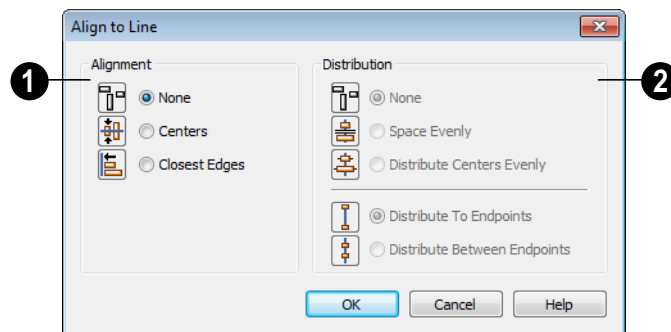 Align to Line
1
Alignment
None
Centers
Closest Edges
Distribution
2
None
Space Evenly
Distribute Centers Evenly
Distribute To Endpoints
Distribute Between Endpoints
OK
Cancel
Help